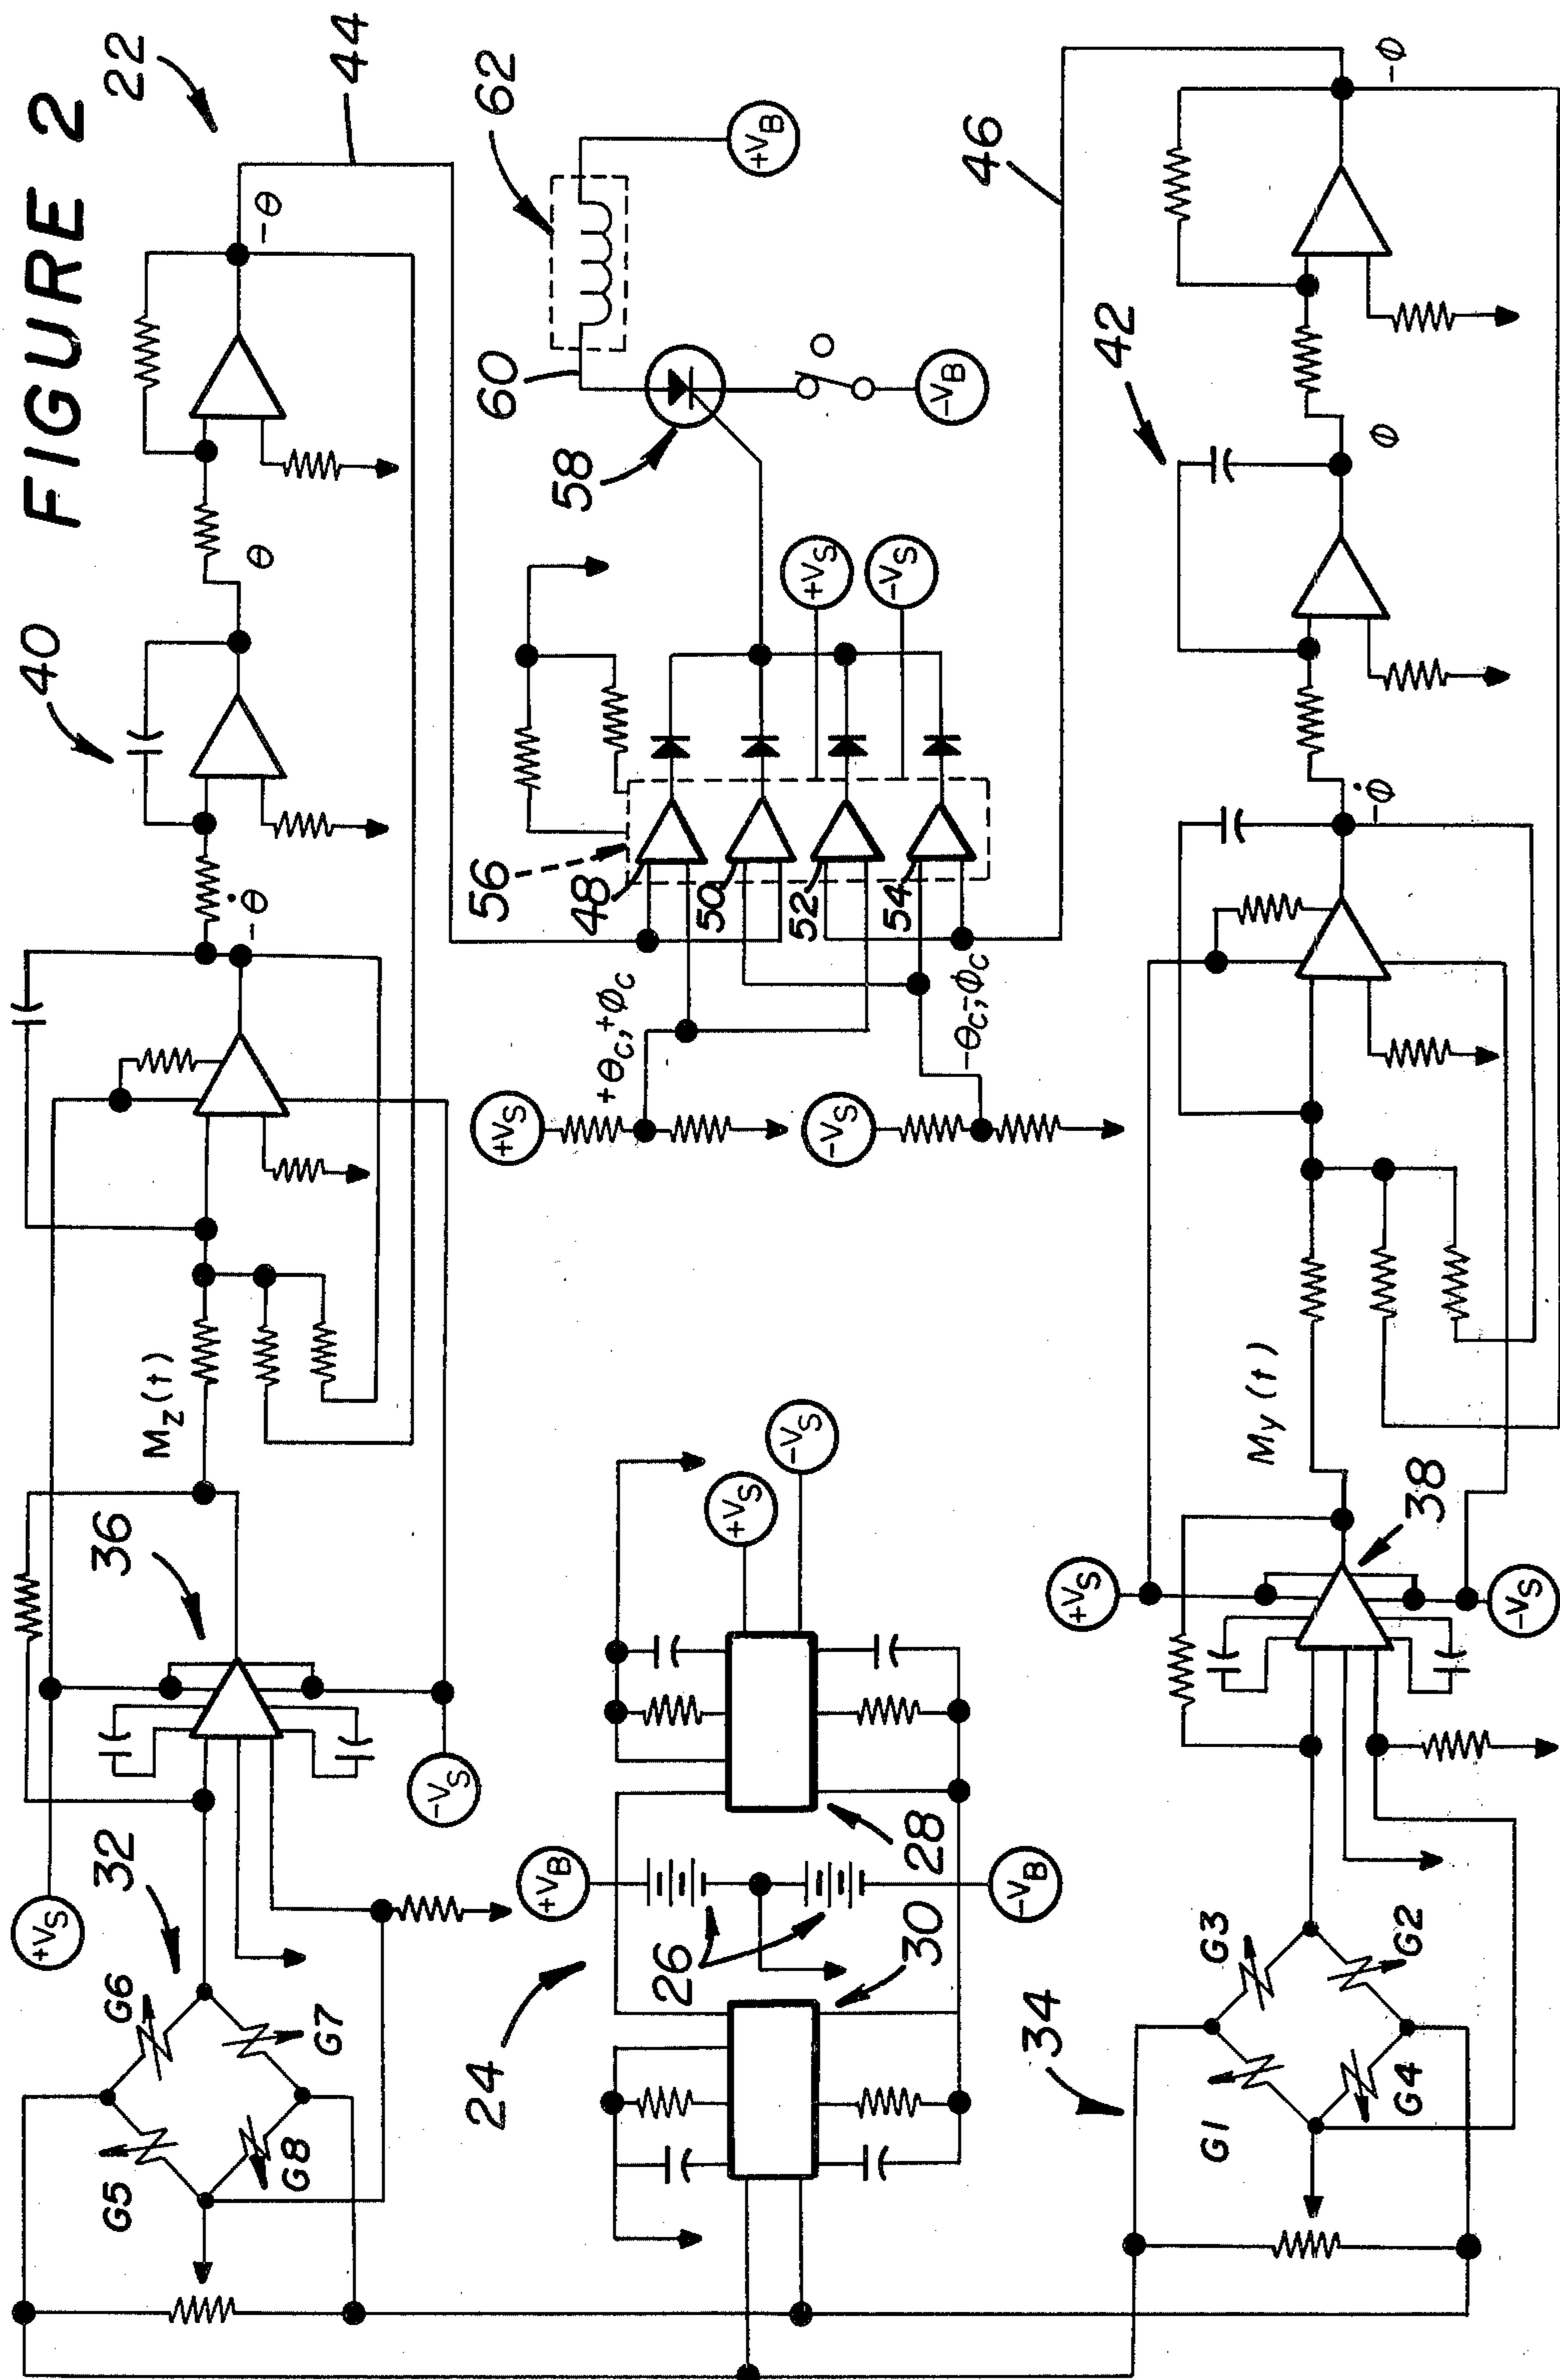 FIGURE 2
22
40
44
36
32
+VS
-VS
G5
G6
G7
G8
Mz(t)
-θ̇
θ
-θ
24
26
28
30
+VB
-VB
+VS
-VS
+VS
-VS
+θC,+ΦC
-θC,-ΦC
56
48
50
52
54
+VS
-VS
58
60
62
+VB
-VB
46
34
G1
G3
G2
G4
38
+VS
-VS
My(t)
-Φ̇
42
Φ
-Φ